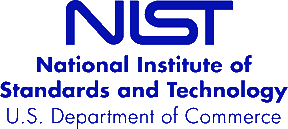 NIST
National Institute of
Standards and Technology
U.S. Department of Commerce